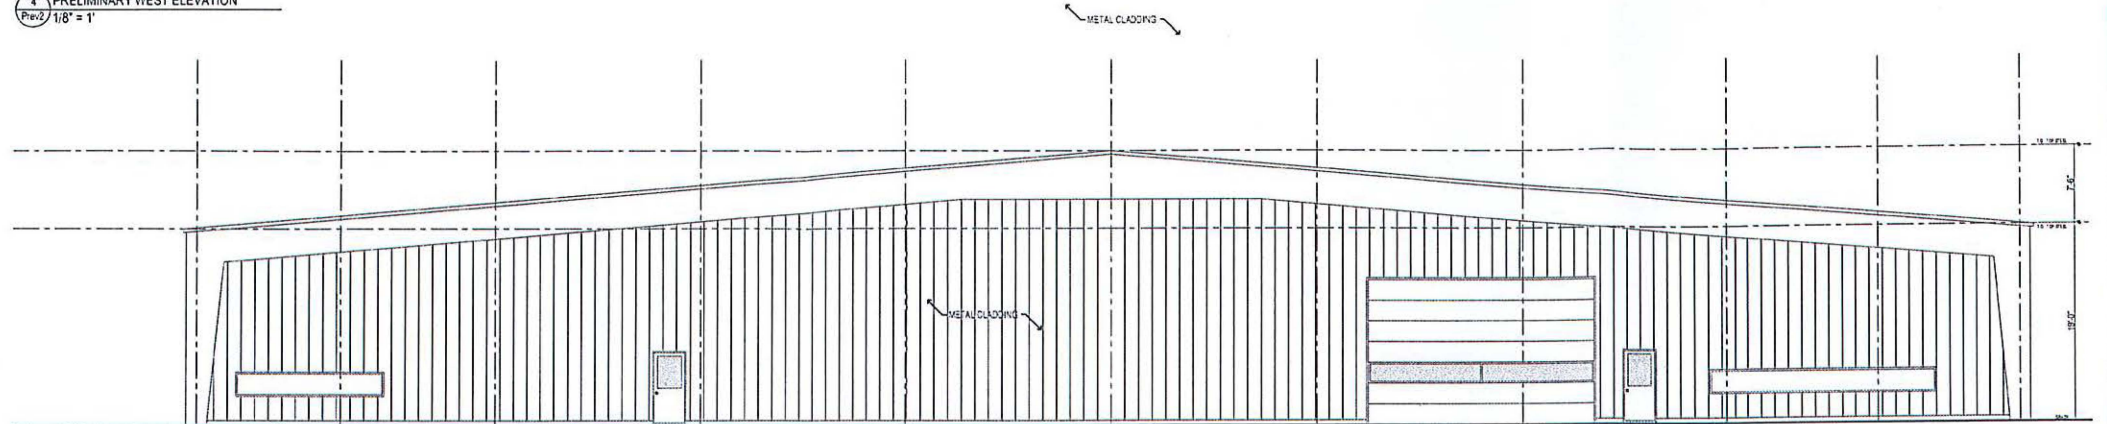 4
PRELIMINARY WEST ELEVATION
Prev2
1/8" = 1'
METAL CLADDING
7'-6"
METAL CLADDING
19'-0"